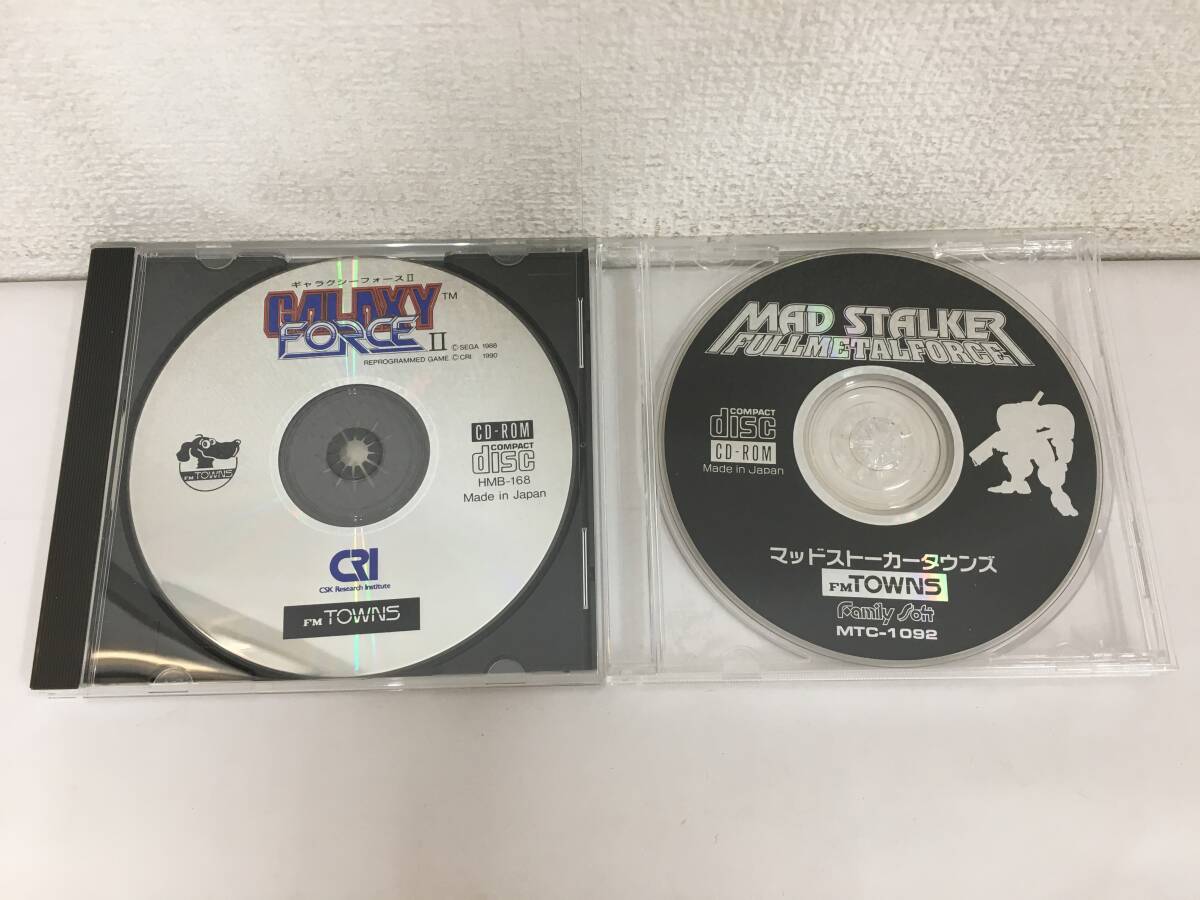 ギャラクシーフォースII
GALAXY
FORCE II
TM
© SEGA 1988
REPROGRAMMED GAME © CRI 1990
FM TOWNS
CD-ROM
COMPACT
disc
HMB-168
Made in Japan
CRI
CSK Research Institute
FM TOWNS
MAD STALKER
FULLMETALFORCE
COMPACT
disc
CD-ROM
Made in Japan
マッドストーカータウンズ
FM TOWNS
Family Soft
MTC-1092